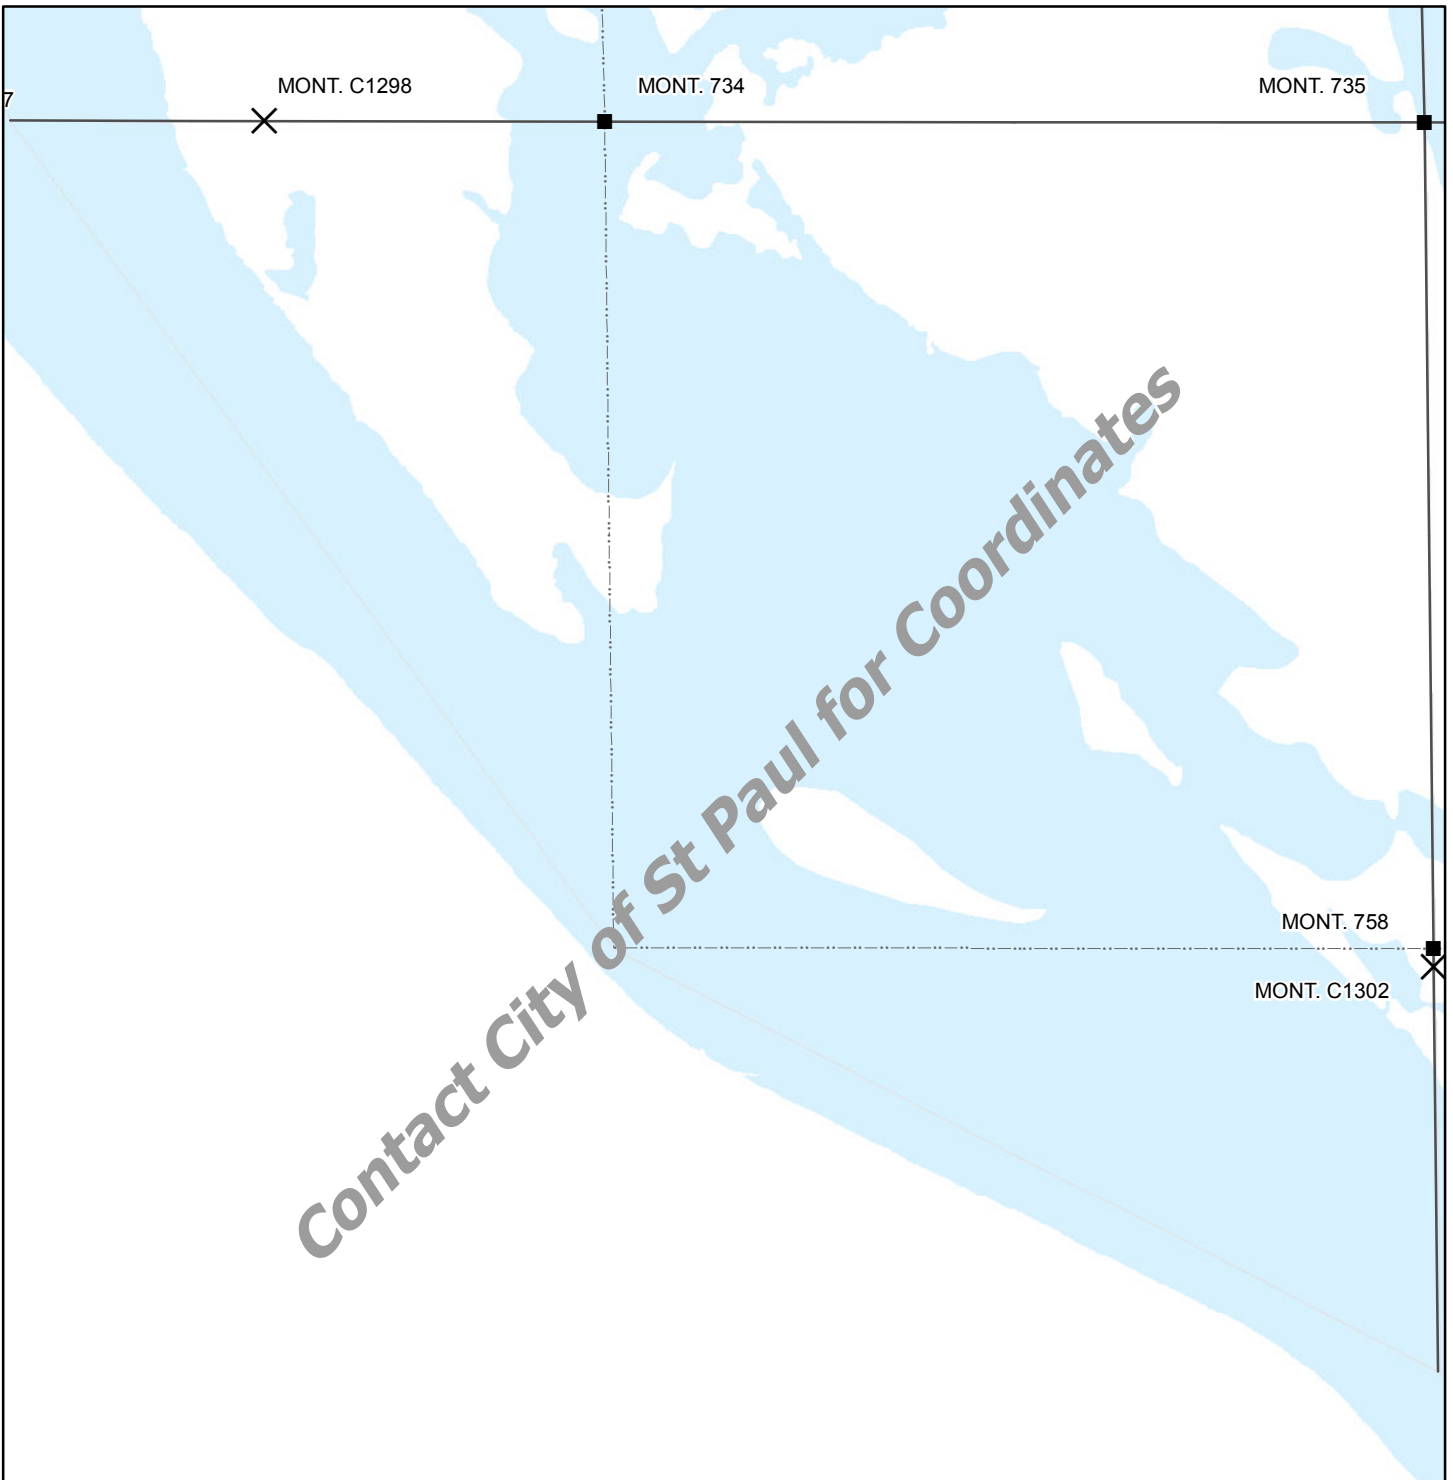 MONT. C1298
MONT. 734
MONT. 735
7
Contact City of St Paul for Coordinates
MONT. 758
MONT. C1302